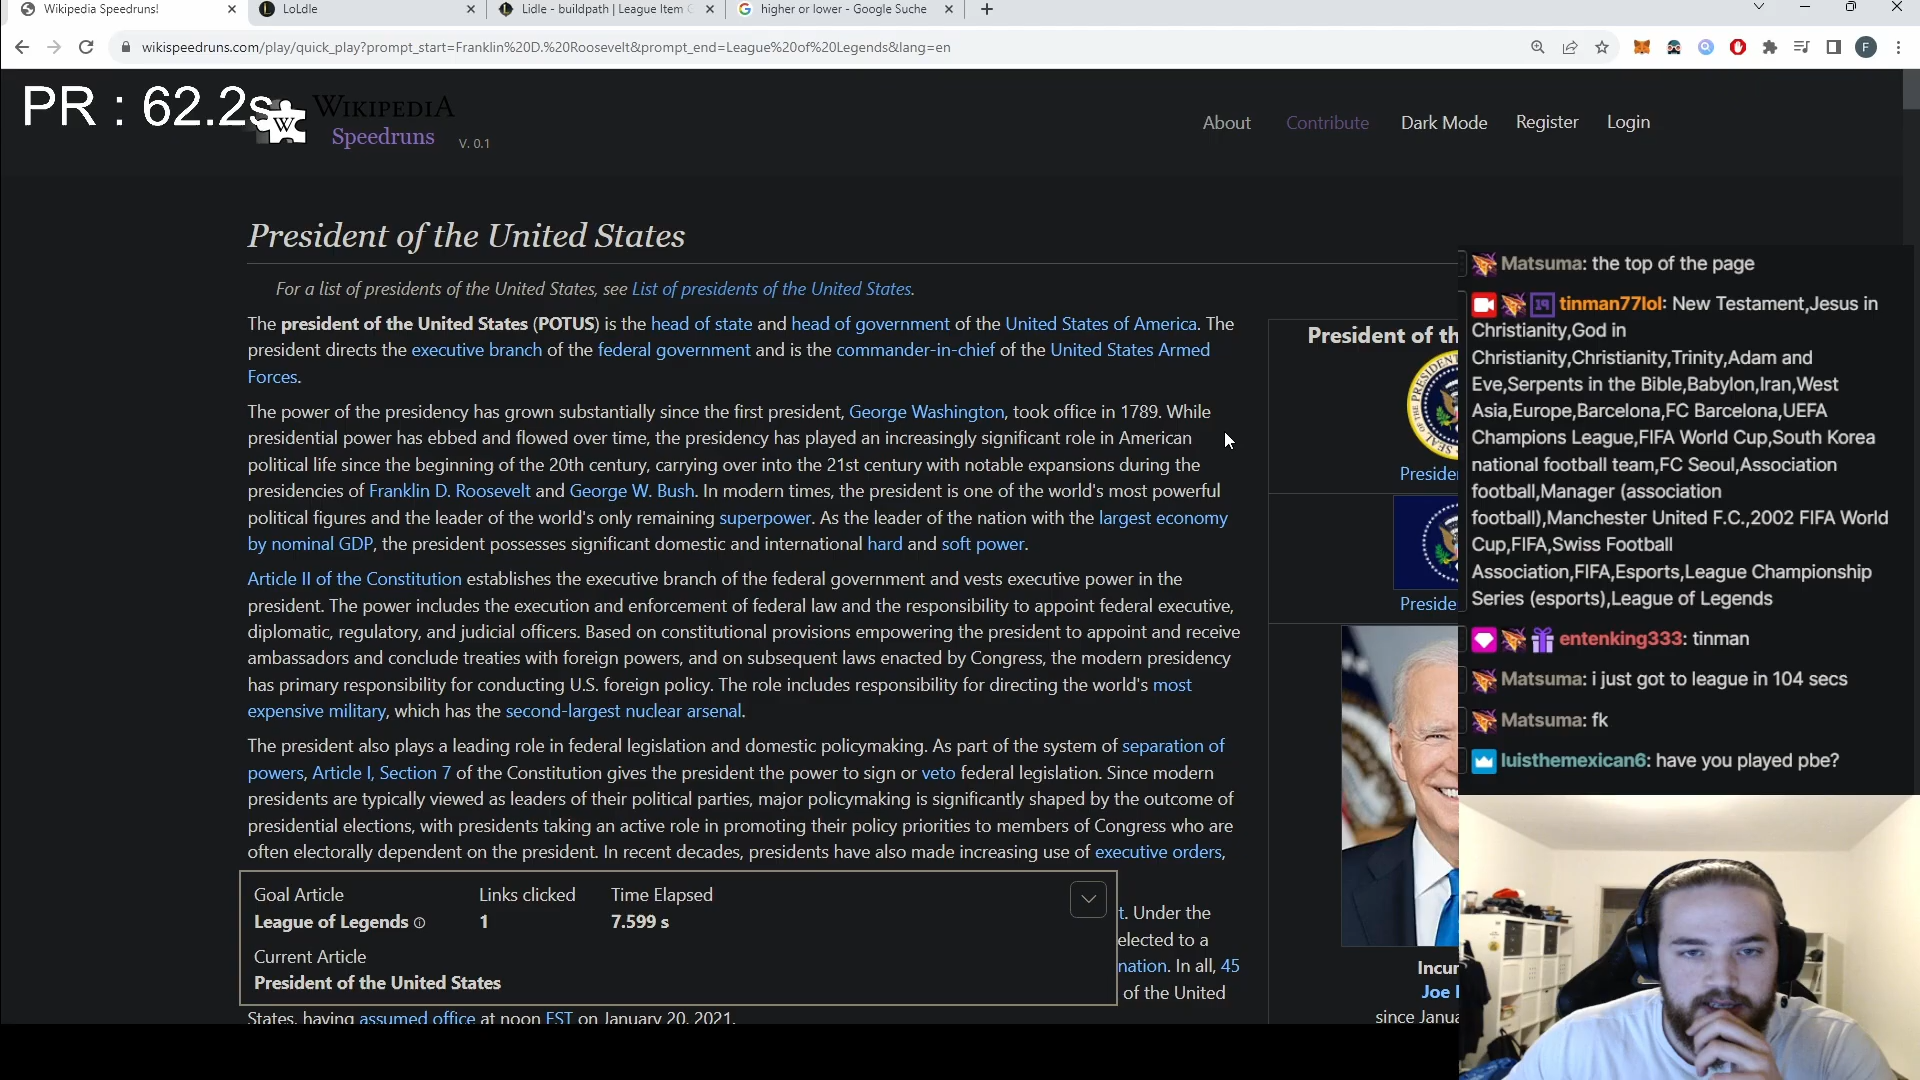 Wikipedia Speedruns!
LoLdle
Lidle - buildpath | League Item
higher or lower - Google Suche
wikispeedruns.com/play/quick_play?prompt_start=Franklin%20D.%20Roosevelt&prompt_end=League%20of%20Legends&lang=en
F
PR : 62.2s
W
WIKIPEDIA
Speedruns
V. 0.1
About
Contribute
Dark Mode
Register
Login
President of the United States
For a list of presidents of the United States, see List of presidents of the United States.
The president of the United States (POTUS) is the head of state and head of government of the United States of America. The
president directs the executive branch of the federal government and is the commander-in-chief of the United States Armed
Forces.
The power of the presidency has grown substantially since the first president, George Washington, took office in 1789. While
presidential power has ebbed and flowed over time, the presidency has played an increasingly significant role in American
political life since the beginning of the 20th century, carrying over into the 21st century with notable expansions during the
presidencies of Franklin D. Roosevelt and George W. Bush. In modern times, the president is one of the world's most powerful
political figures and the leader of the world's only remaining superpower. As the leader of the nation with the largest economy
by nominal GDP, the president possesses significant domestic and international hard and soft power.
Article II of the Constitution establishes the executive branch of the federal government and vests executive power in the
president. The power includes the execution and enforcement of federal law and the responsibility to appoint federal executive,
diplomatic, regulatory, and judicial officers. Based on constitutional provisions empowering the president to appoint and receive
ambassadors and conclude treaties with foreign powers, and on subsequent laws enacted by Congress, the modern presidency
has primary responsibility for conducting U.S. foreign policy. The role includes responsibility for directing the world's most
expensive military, which has the second-largest nuclear arsenal.
The president also plays a leading role in federal legislation and domestic policymaking. As part of the system of separation of
powers, Article I, Section 7 of the Constitution gives the president the power to sign or veto federal legislation. Since modern
presidents are typically viewed as leaders of their political parties, major policymaking is significantly shaped by the outcome of
presidential elections, with presidents taking an active role in promoting their policy priorities to members of Congress who are
often electorally dependent on the president. In recent decades, presidents have also made increasing use of executive orders,
t. Under the
elected to a
nation. In all, 45
of the United
States, having assumed office at noon EST on January 20, 2021.
Goal Article
League of Legends
Links clicked
1
Time Elapsed
7.599 s
Current Article
President of the United States
President of th
Preside
Preside
Incur
Joe
since Janua
Matsuma: the top of the page
tinman77lol: New Testament,Jesus in
Christianity,God in
Christianity,Christianity,Trinity,Adam and
Eve,Serpents in the Bible,Babylon,Iran,West
Asia,Europe,Barcelona,FC Barcelona,UEFA
Champions League,FIFA World Cup,South Korea
national football team,FC Seoul,Association
football,Manager (association
football),Manchester United F.C.,2002 FIFA World
Cup,FIFA,Swiss Football
Association,FIFA,Esports,League Championship
Series (esports),League of Legends
entenking333: tinman
Matsuma: i just got to league in 104 secs
Matsuma: fk
luisthemexican6: have you played pbe?